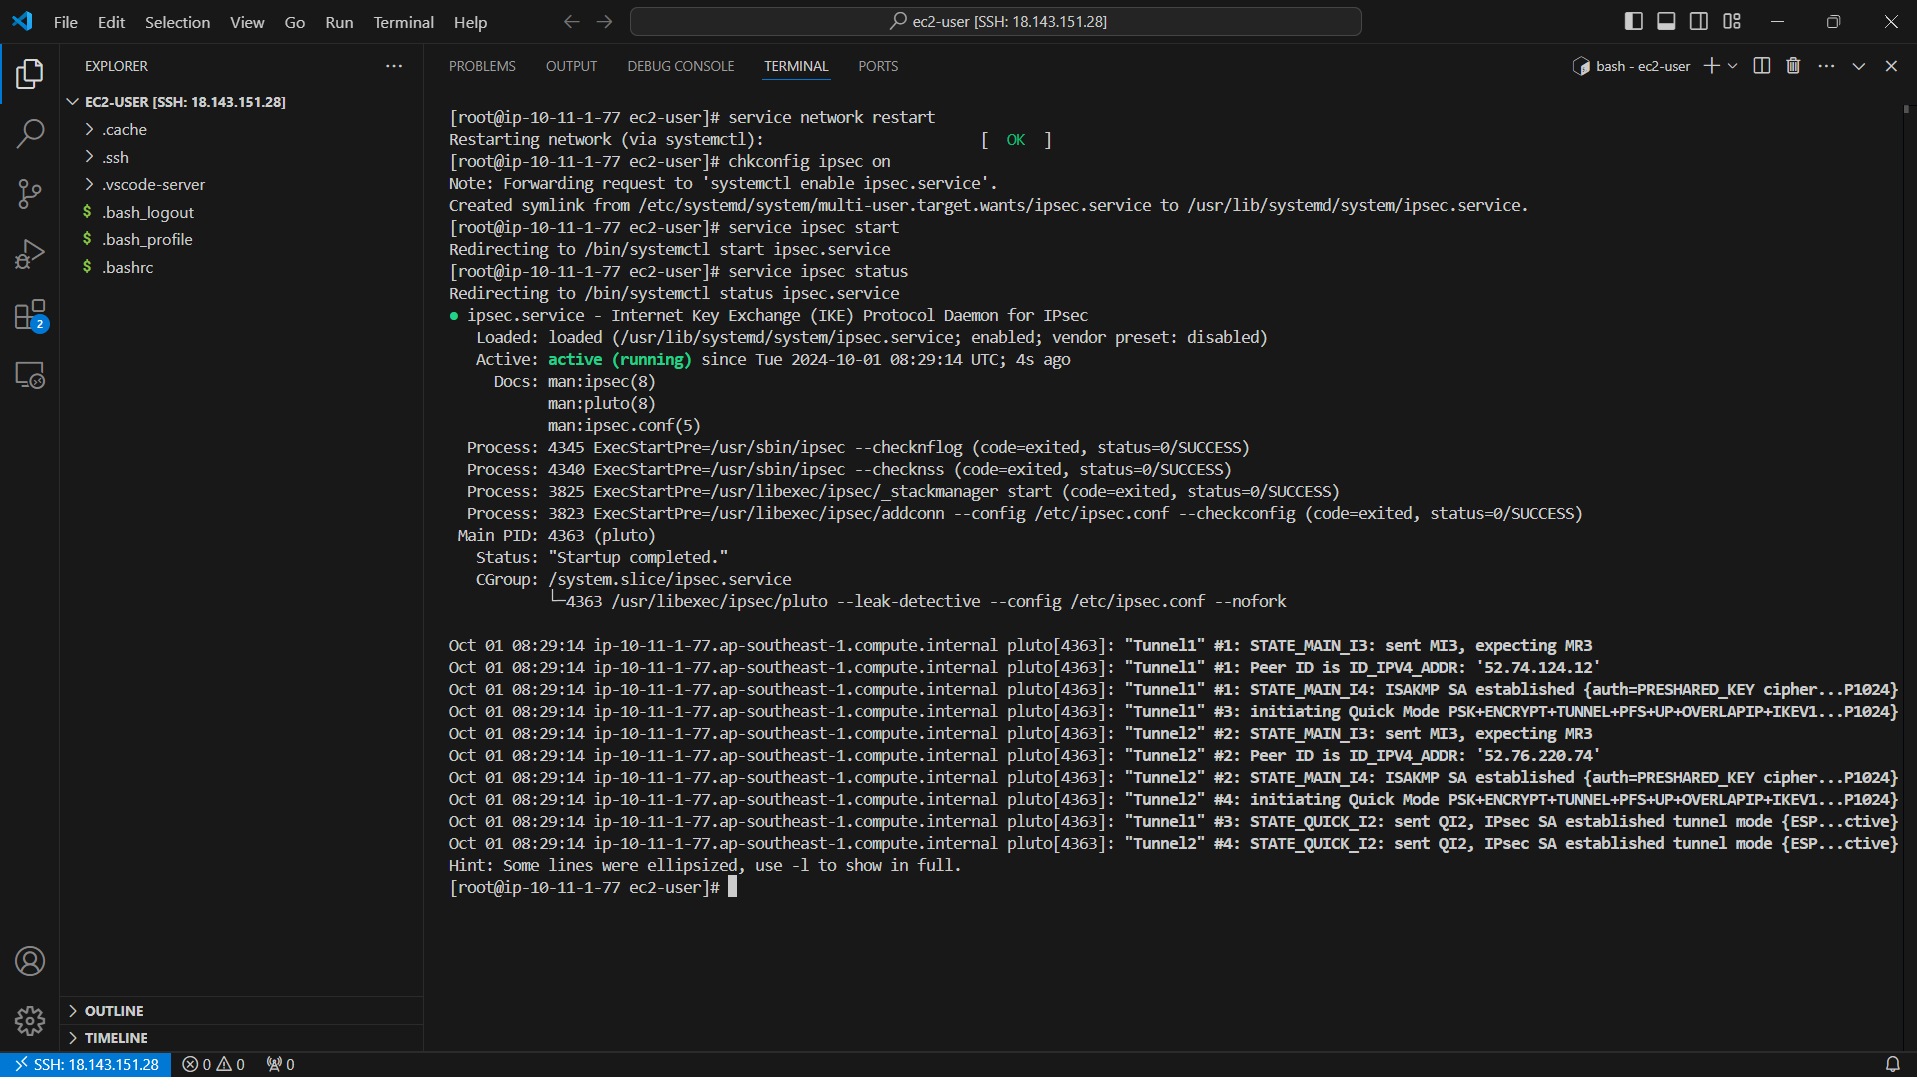 File Edit Selection View Go Run Terminal Help
ec2-user [SSH: 18.143.151.28]
EXPLORER
EC2-USER [SSH: 18.143.151.28]
.cache
.ssh
.vscode-server
$ .bash_logout
$ .bash_profile
$ .bashrc
2
OUTLINE
TIMELINE
PROBLEMS OUTPUT DEBUG CONSOLE TERMINAL PORTS
bash - ec2-user
[root@ip-10-11-1-77 ec2-user]# service network restart
Restarting network (via systemctl):                        [  OK  ]
[root@ip-10-11-1-77 ec2-user]# chkconfig ipsec on
Note: Forwarding request to 'systemctl enable ipsec.service'.
Created symlink from /etc/systemd/system/multi-user.target.wants/ipsec.service to /usr/lib/systemd/system/ipsec.service.
[root@ip-10-11-1-77 ec2-user]# service ipsec start
Redirecting to /bin/systemctl start ipsec.service
[root@ip-10-11-1-77 ec2-user]# service ipsec status
Redirecting to /bin/systemctl status ipsec.service
● ipsec.service - Internet Key Exchange (IKE) Protocol Daemon for IPsec
Loaded: loaded (/usr/lib/systemd/system/ipsec.service; enabled; vendor preset: disabled)
Active: active (running) since Tue 2024-10-01 08:29:14 UTC; 4s ago
Docs: man:ipsec(8)
man:pluto(8)
man:ipsec.conf(5)
Process: 4345 ExecStartPre=/usr/sbin/ipsec --checknflog (code=exited, status=0/SUCCESS)
Process: 4340 ExecStartPre=/usr/sbin/ipsec --checknss (code=exited, status=0/SUCCESS)
Process: 3825 ExecStartPre=/usr/libexec/ipsec/_stackmanager start (code=exited, status=0/SUCCESS)
Process: 3823 ExecStartPre=/usr/libexec/ipsec/addconn --config /etc/ipsec.conf --checkconfig (code=exited, status=0/SUCCESS)
Main PID: 4363 (pluto)
Status: "Startup completed."
CGroup: /system.slice/ipsec.service
└─4363 /usr/libexec/ipsec/pluto --leak-detective --config /etc/ipsec.conf --nofork
Oct 01 08:29:14 ip-10-11-1-77.ap-southeast-1.compute.internal pluto[4363]: "Tunnel1" #1: STATE_MAIN_I3: sent MI3, expecting MR3
Oct 01 08:29:14 ip-10-11-1-77.ap-southeast-1.compute.internal pluto[4363]: "Tunnel1" #1: Peer ID is ID_IPV4_ADDR: '52.74.124.12'
Oct 01 08:29:14 ip-10-11-1-77.ap-southeast-1.compute.internal pluto[4363]: "Tunnel1" #1: STATE_MAIN_I4: ISAKMP SA established {auth=PRESHARED_KEY cipher...P1024}
Oct 01 08:29:14 ip-10-11-1-77.ap-southeast-1.compute.internal pluto[4363]: "Tunnel1" #3: initiating Quick Mode PSK+ENCRYPT+TUNNEL+PFS+UP+OVERLAPIP+IKEV1...P1024}
Oct 01 08:29:14 ip-10-11-1-77.ap-southeast-1.compute.internal pluto[4363]: "Tunnel2" #2: STATE_MAIN_I3: sent MI3, expecting MR3
Oct 01 08:29:14 ip-10-11-1-77.ap-southeast-1.compute.internal pluto[4363]: "Tunnel2" #2: Peer ID is ID_IPV4_ADDR: '52.76.220.74'
Oct 01 08:29:14 ip-10-11-1-77.ap-southeast-1.compute.internal pluto[4363]: "Tunnel2" #2: STATE_MAIN_I4: ISAKMP SA established {auth=PRESHARED_KEY cipher...P1024}
Oct 01 08:29:14 ip-10-11-1-77.ap-southeast-1.compute.internal pluto[4363]: "Tunnel2" #4: initiating Quick Mode PSK+ENCRYPT+TUNNEL+PFS+UP+OVERLAPIP+IKEV1...P1024}
Oct 01 08:29:14 ip-10-11-1-77.ap-southeast-1.compute.internal pluto[4363]: "Tunnel1" #3: STATE_QUICK_I2: sent QI2, IPsec SA established tunnel mode {ESP...ctive}
Oct 01 08:29:14 ip-10-11-1-77.ap-southeast-1.compute.internal pluto[4363]: "Tunnel2" #4: STATE_QUICK_I2: sent QI2, IPsec SA established tunnel mode {ESP...ctive}
Hint: Some lines were ellipsized, use -l to show in full.
[root@ip-10-11-1-77 ec2-user]#
SSH: 18.143.151.28 0 0 0